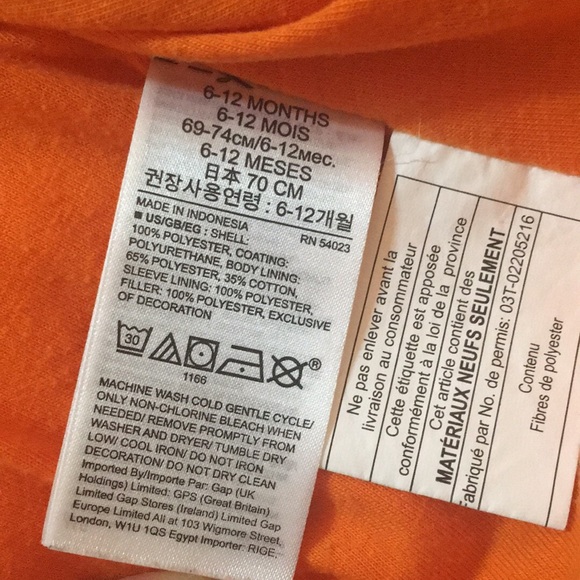 6-12 MONTHS
6-12 MOIS
69-74см/6-12мес.
6-12 MESES
日本 70 CM
권장사용연령 : 6-12개월
MADE IN INDONESIA
RN 54023
■ US/GB/EG : SHELL:
100% POLYESTER, COATING:
POLYURETHANE, BODY LINING:
65% POLYESTER, 35% COTTON,
SLEEVE LINING: 100% POLYESTER,
FILLER: 100% POLYESTER, EXCLUSIVE
OF DECORATION
30
®
1166
MACHINE WASH COLD GENTLE CYCLE/
ONLY NON-CHLORINE BLEACH WHEN
NEEDED/ REMOVE PROMPTLY FROM
WASHER AND DRYER/ TUMBLE DRY
LOW/ COOL IRON/ DO NOT IRON
DECORATION/ DO NOT DRY CLEAN
Imported By/Importado Par: Gap (UK
Holdings) Limited: GPS (Great Britain)
Limited Gap Stores (Ireland) Limited Gap
Europe Limited All at 103 Wigmore Street,
London, W1U 1QS Egypt Importer: RIGE.
Ne pas enlever avant la
livraison au consommateur
Cette étiquette est apposée
conformément à la loi de la province
Cet article contient des
MATÉRIAUX NEUFS SEULEMENT
Fabriqué par No. de permis: 03T-02205216
Contenu
Fibres de polyester